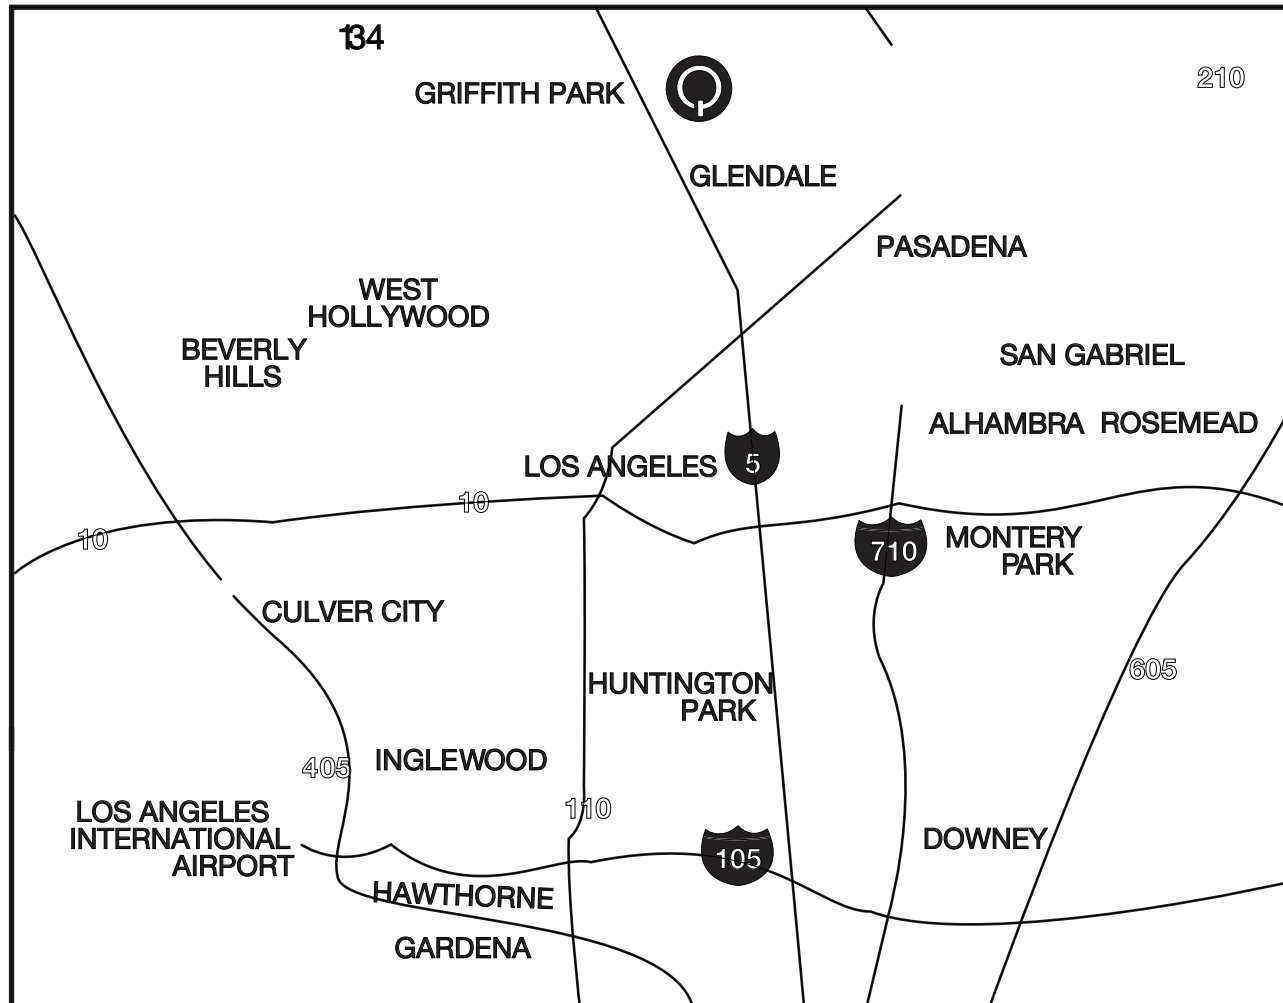 134
210
GRIFFITH PARK
GLENDALE
PASADENA
WEST
HOLLYWOOD
BEVERLY
HILLS
SAN GABRIEL
ALHAMBRA ROSEMEAD
LOS ANGELES
5
10
10
710
MONTERY
PARK
CULVER CITY
605
HUNTINGTON
PARK
INGLEWOOD
405
110
LOS ANGELES
INTERNATIONAL
AIRPORT
105
DOWNEY
HAWTHORNE
GARDENA